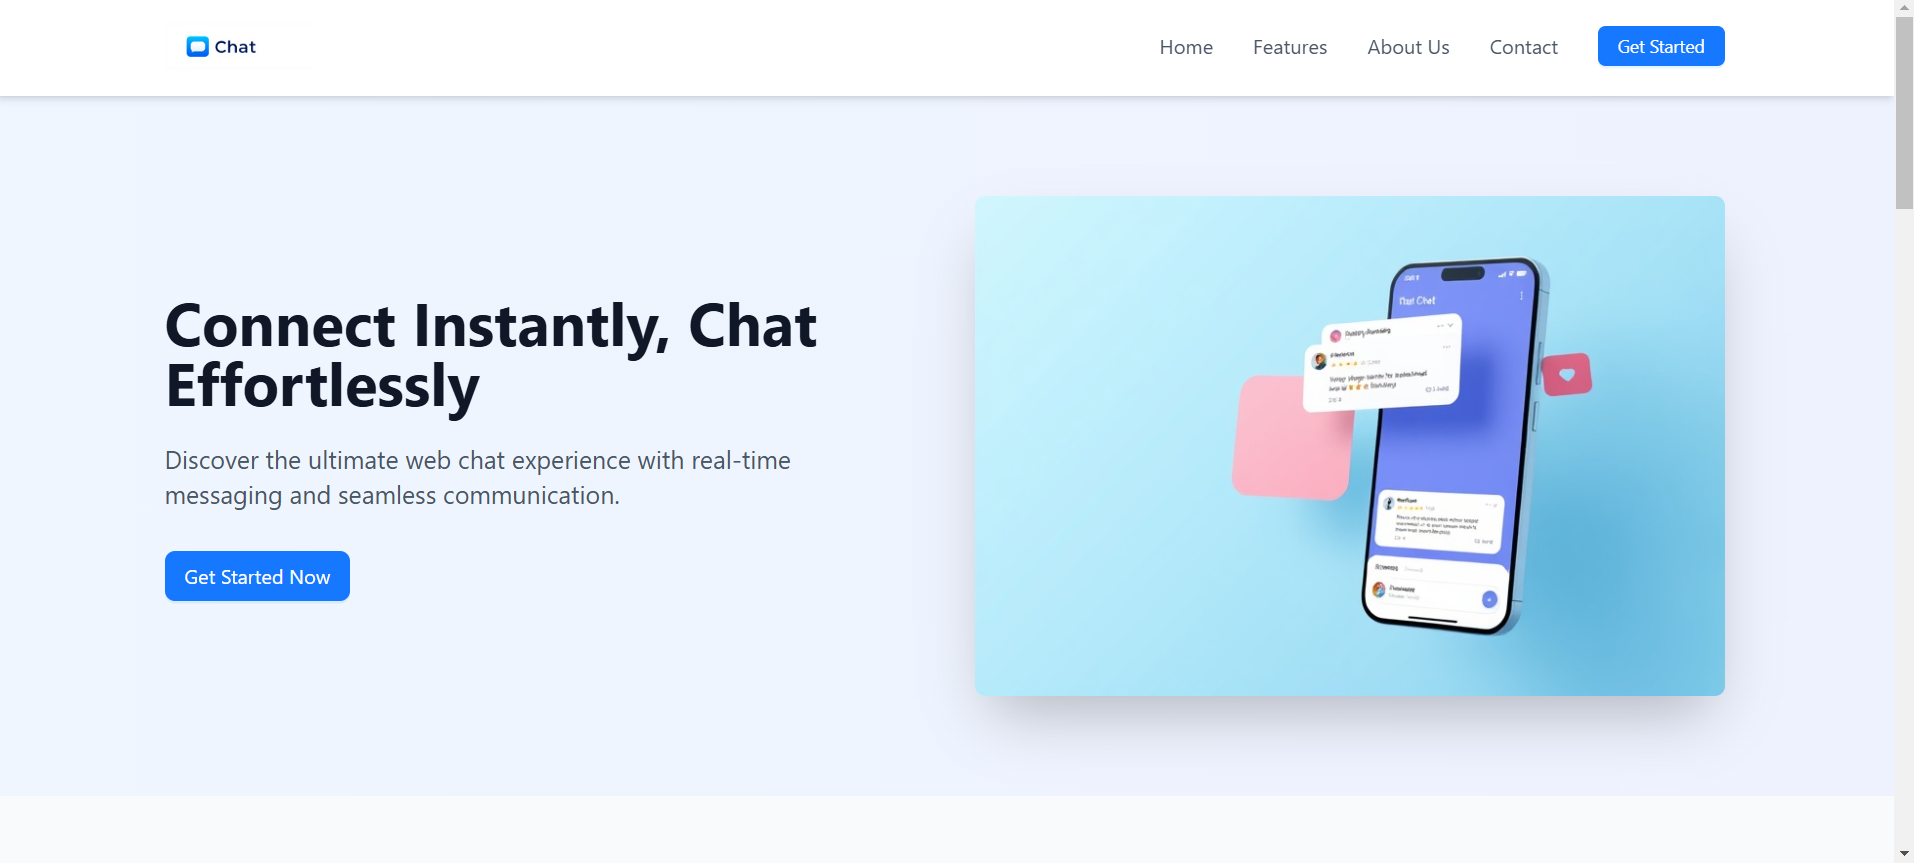 Chat
Home
Features
About Us
Contact
Get Started
Connect Instantly, Chat
Effortlessly
Discover the ultimate web chat experience with real-time
messaging and seamless communication.
Get Started Now
Chat